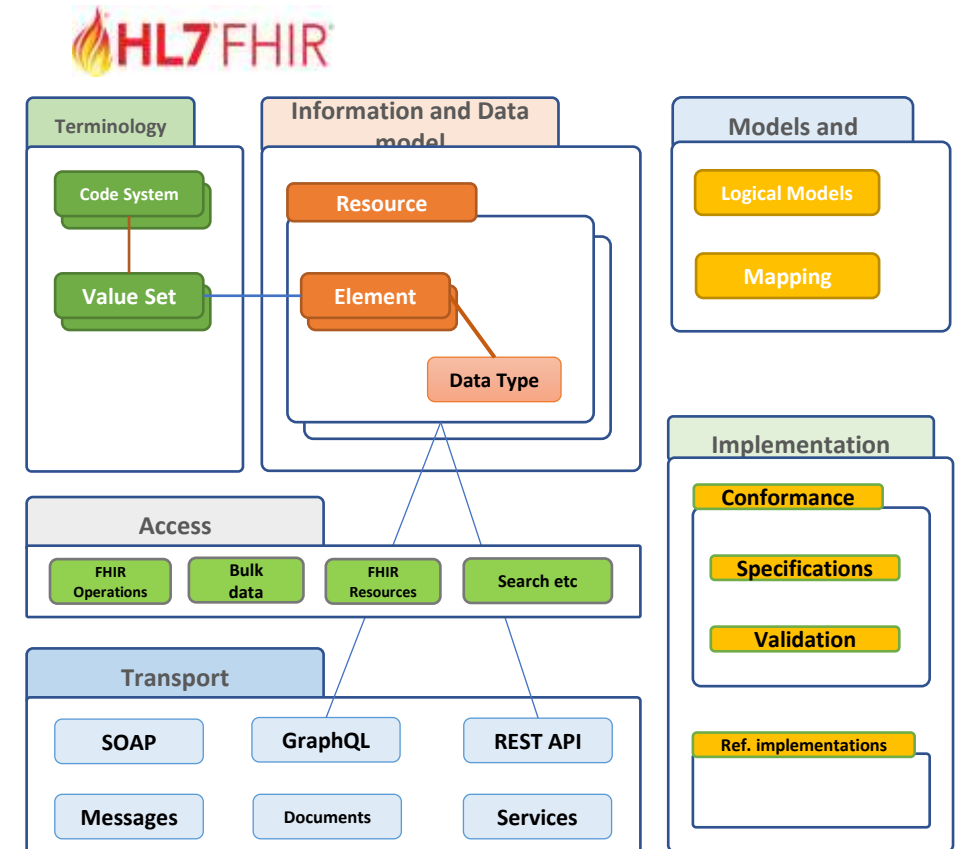 HL7 FHIR
Terminology
Code System
Value Set
Information and Data
model
Resource
Element
Data Type
Models and
Logical Models
Mapping
Access
FHIR
Operations
Bulk
data
FHIR
Resources
Search etc
Transport
SOAP
GraphQL
REST API
Messages
Documents
Services
Implementation
Conformance
Specifications
Validation
Ref. implementations